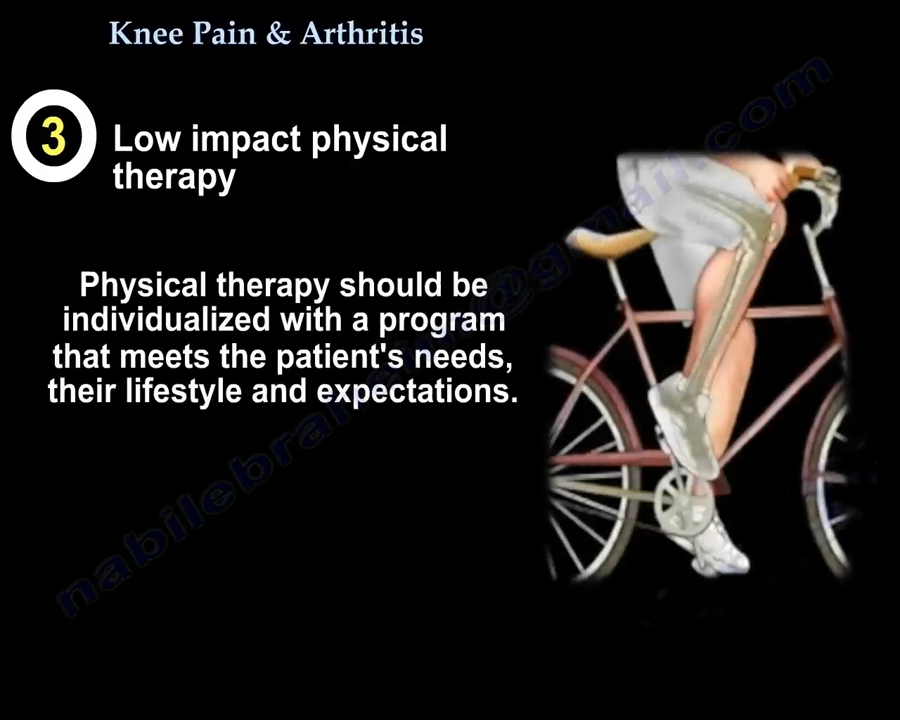 Knee Pain & Arthritis
3
Low impact physical
therapy
Physical therapy should be
individualized with a program
that meets the patient's needs,
their lifestyle and expectations.